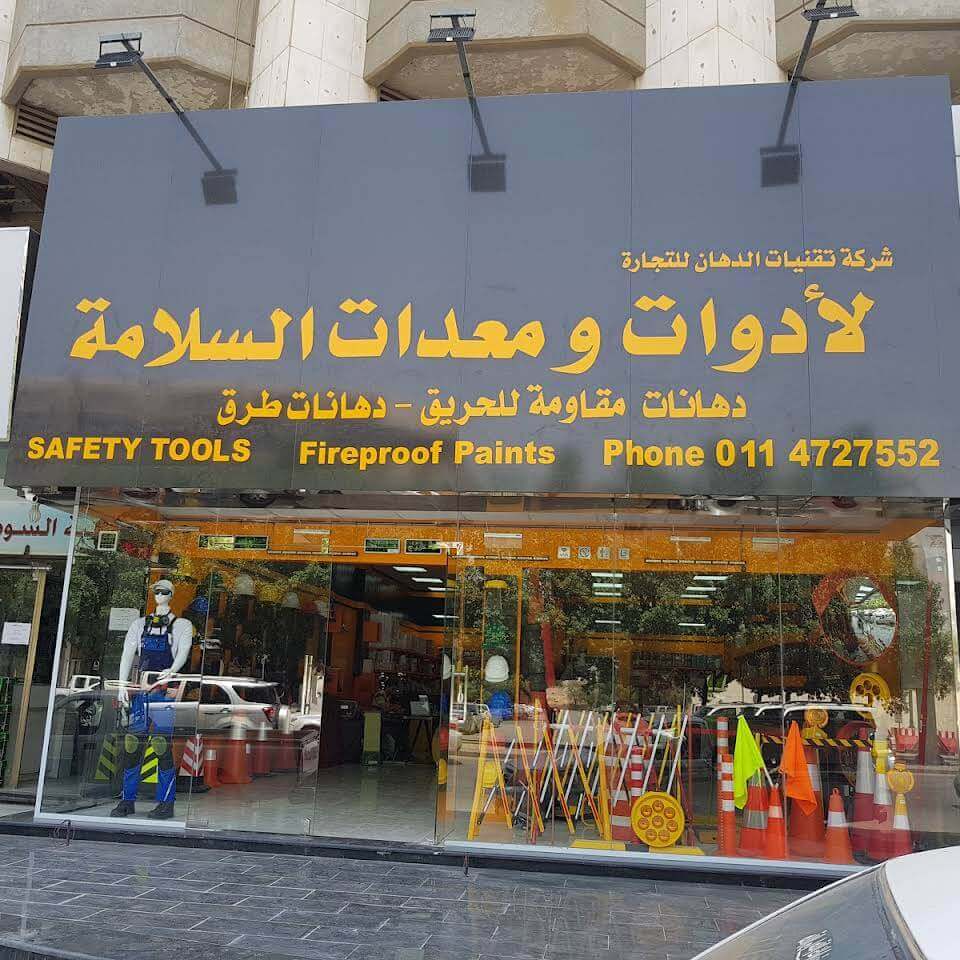 شركة تقنيات الدهان للتجارة
لأدوات و معدات السلامة
دهانات مقاومة للحريق - دهانات طرق
SAFETY TOOLS Fireproof Paints Phone 011 4727552